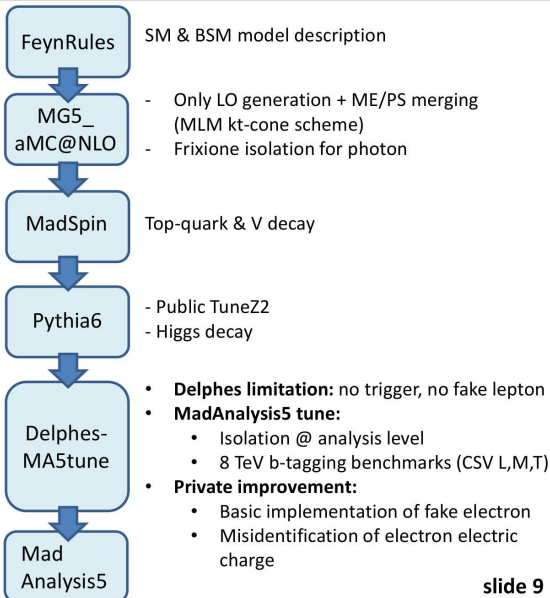 FeynRules
SM & BSM model description
MG5_
aMC@NLO
- Only LO generation + ME/PS merging
(MLM kt-cone scheme)
- Frixione isolation for photon
MadSpin
Top-quark & V decay
Pythia6
- Public TuneZ2
- Higgs decay
Delphes-
MA5tune
• Delphes limitation: no trigger, no fake lepton
• MadAnalysis5 tune:
• Isolation @ analysis level
• 8 TeV b-tagging benchmarks (CSV L,M,T)
• Private improvement:
• Basic implementation of fake electron
• Misidentification of electron electric
charge
Mad
Analysis5
slide 9